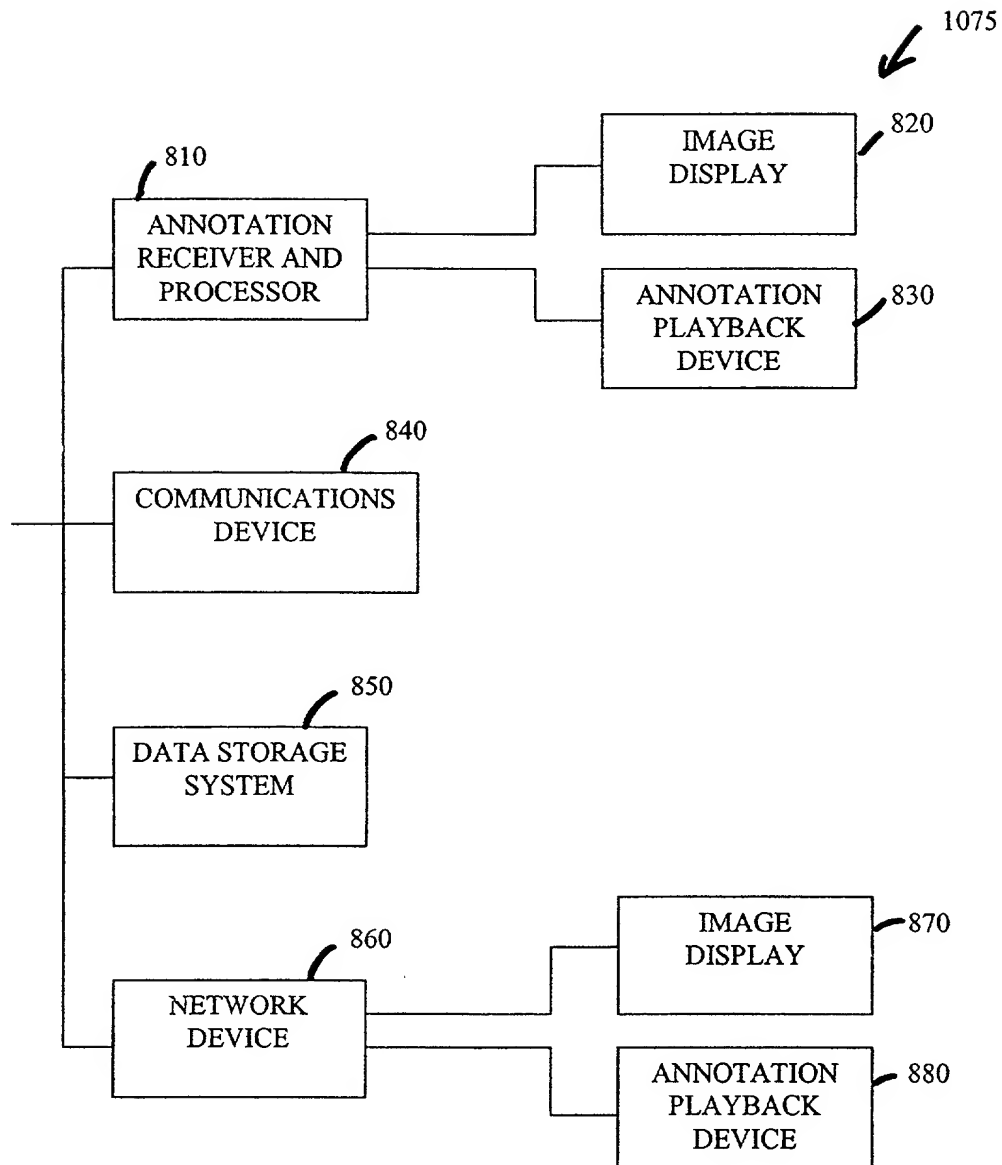 1075
820
IMAGE
DISPLAY
810
ANNOTATION
RECEIVER AND
PROCESSOR
830
ANNOTATION
PLAYBACK
DEVICE
840
COMMUNICATIONS
DEVICE
850
DATA STORAGE
SYSTEM
870
IMAGE
DISPLAY
860
NETWORK
DEVICE
880
ANNOTATION
PLAYBACK
DEVICE